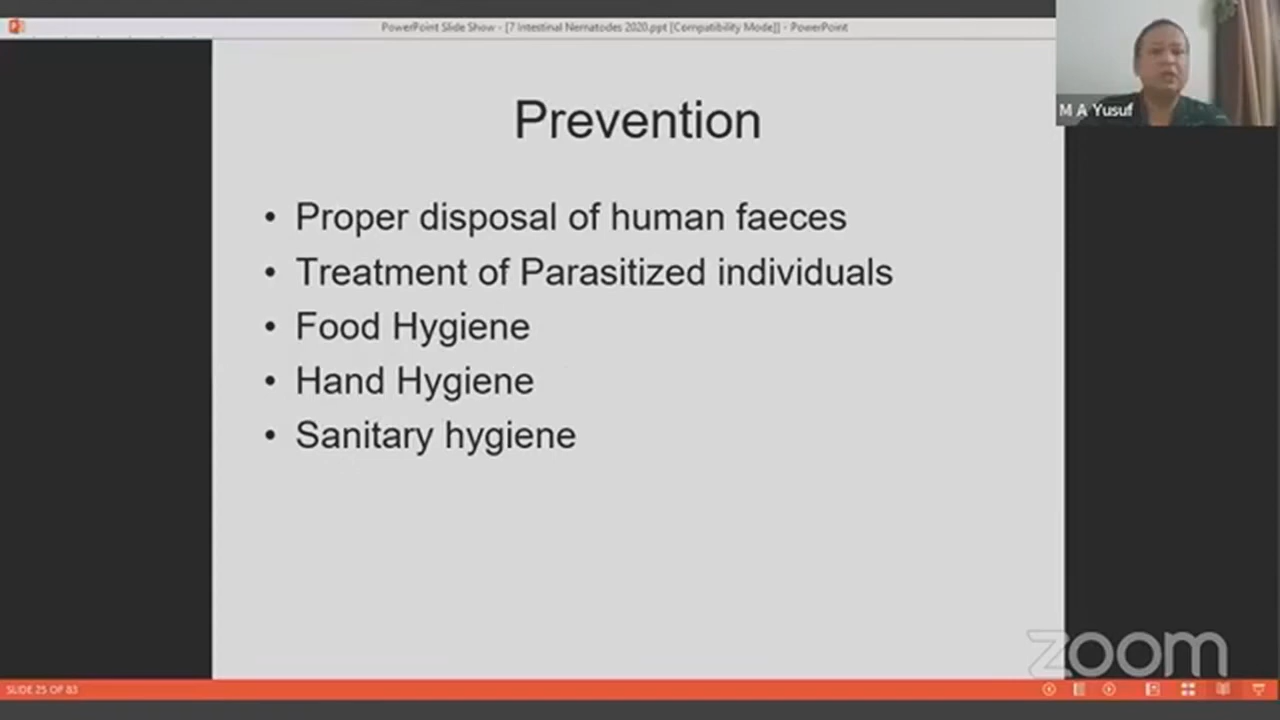 PowerPoint Slide Show - [7 Intestinal Nematodes 2020.ppt [Compatibility Mode]] - PowerPoint
M A Yusuf
Prevention
• Proper disposal of human faeces
• Treatment of Parasitized individuals
• Food Hygiene
• Hand Hygiene
• Sanitary hygiene
zoom
SLIDE 25 OF 83